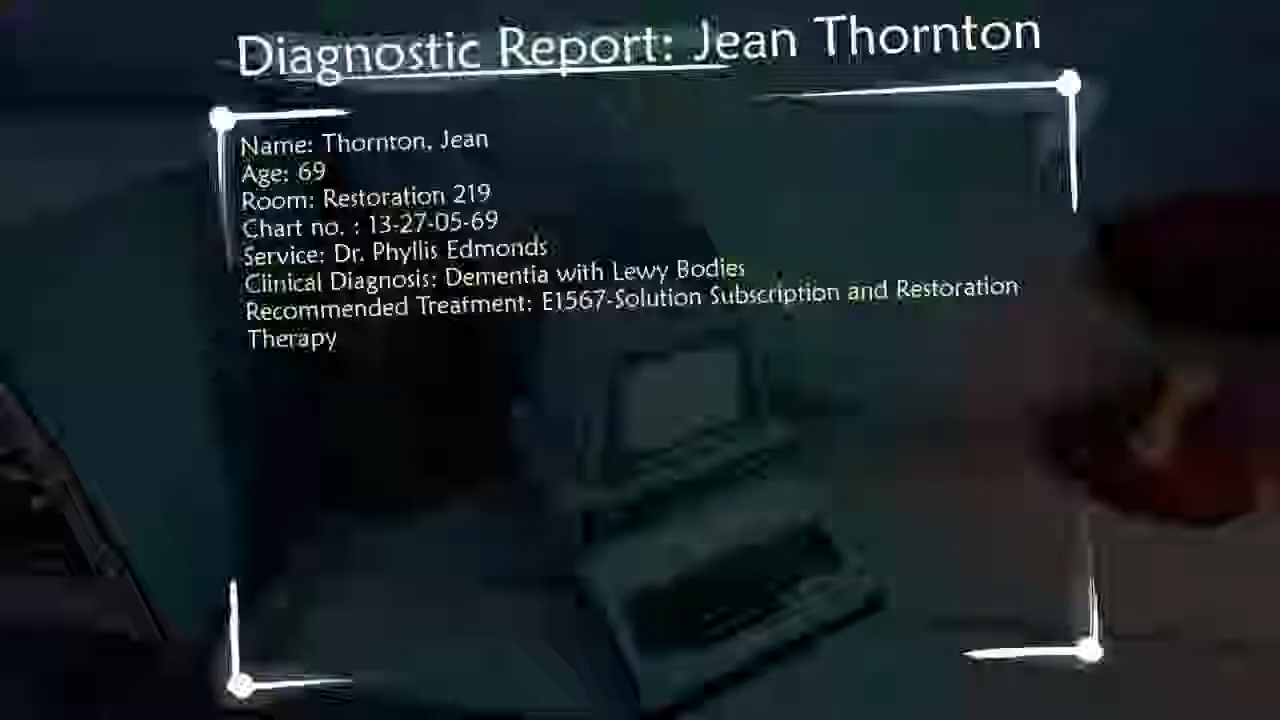 Diagnostic Report: Jean Thornton
Name: Thornton, Jean
Age: 69
Room: Restoration 219
Chart no. : 13-27-05-69
Service: Dr. Phyllis Edmonds
Clinical Diagnosis: Dementia with Lewy Bodies
Recommended Treatment: E1567-Solution Subscription and Restoration
Therapy